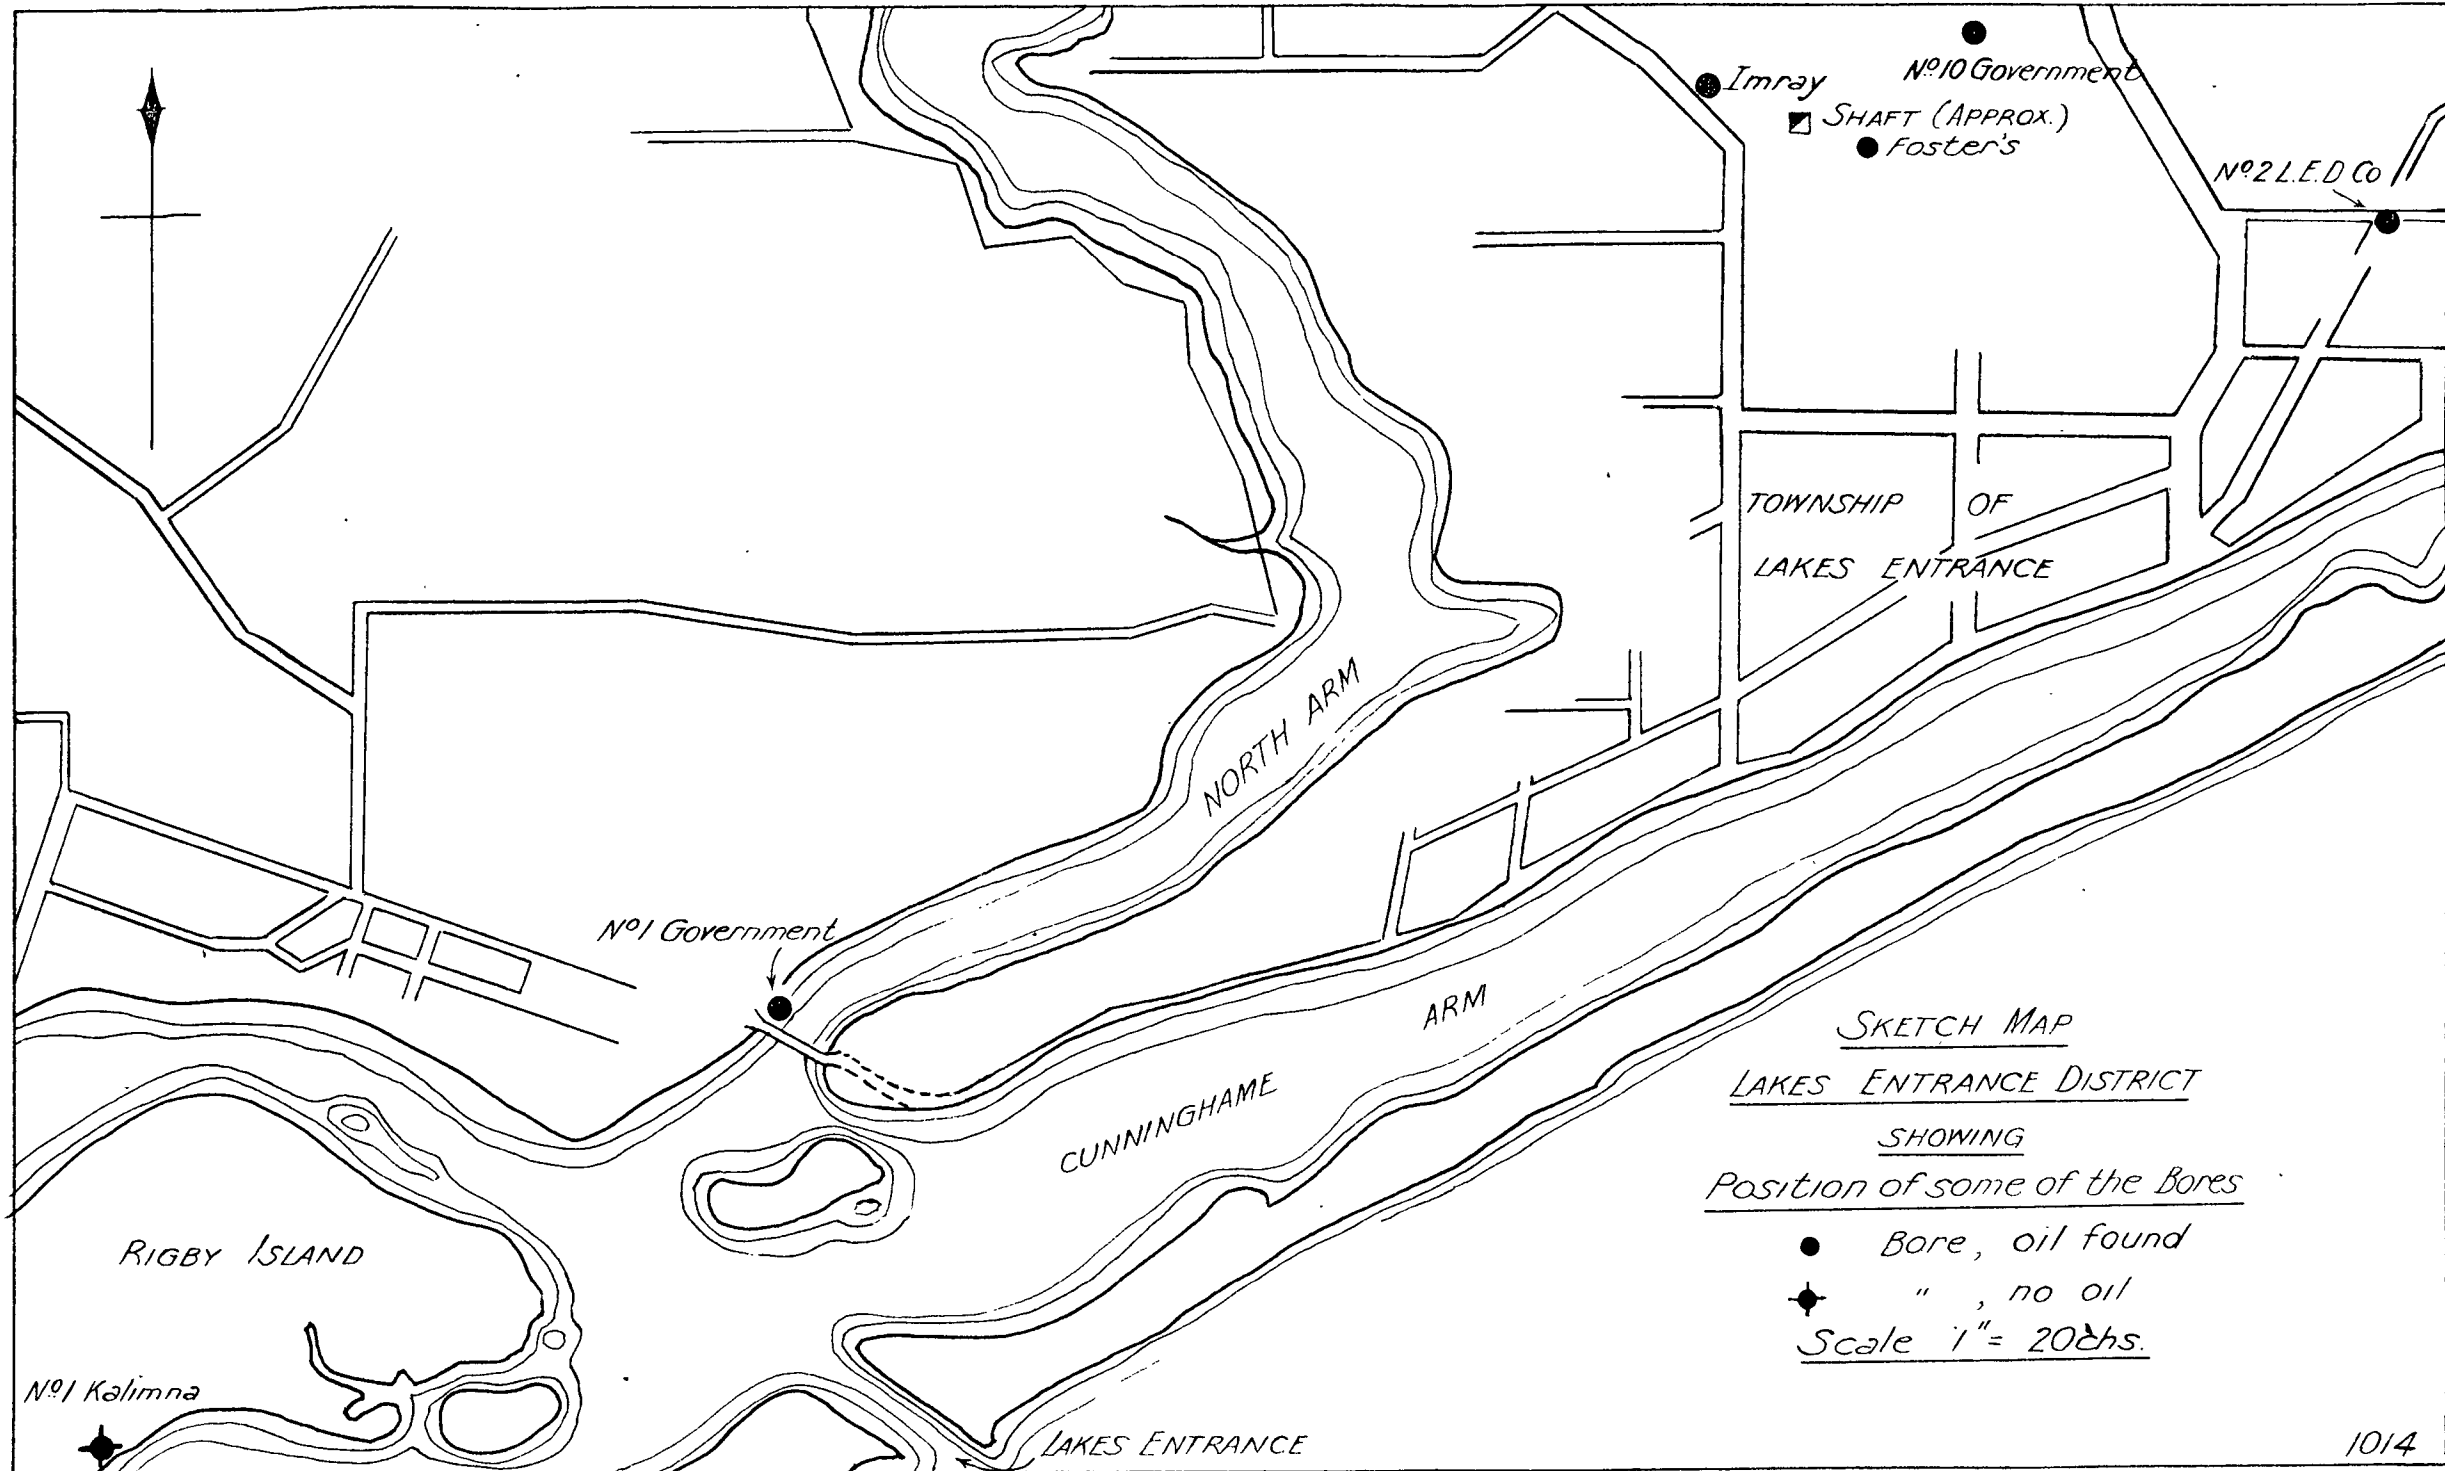 Nº10 Government
Imray
SHAFT (APPROX.)
Foster's
Nº2 L.E.D Co
TOWNSHIP OF
LAKES ENTRANCE
NORTH ARM
Nº1 Government
CUNNINGHAME ARM
RIGBY ISLAND
Nº1 Kalimna
LAKES ENTRANCE
SKETCH MAP
LAKES ENTRANCE DISTRICT
SHOWING
Position of some of the Bores
Bore, oil found
" , no oil
Scale 1" = 20chs.
1014